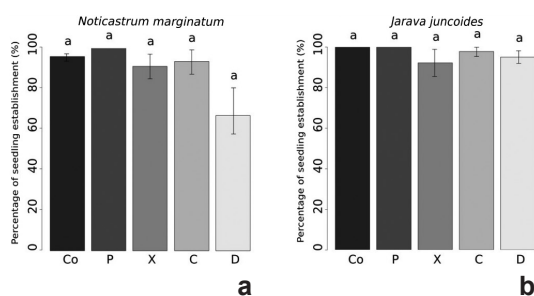 Noticastrum marginatum
Percentage of seedling establishment (%)
0 20 40 60 80 100
a a a a a
Co P X C D
a
Jarava juncoides
Percentage of seedling establishment (%)
0 20 40 60 80 100
a a a a a
Co P X C D
b